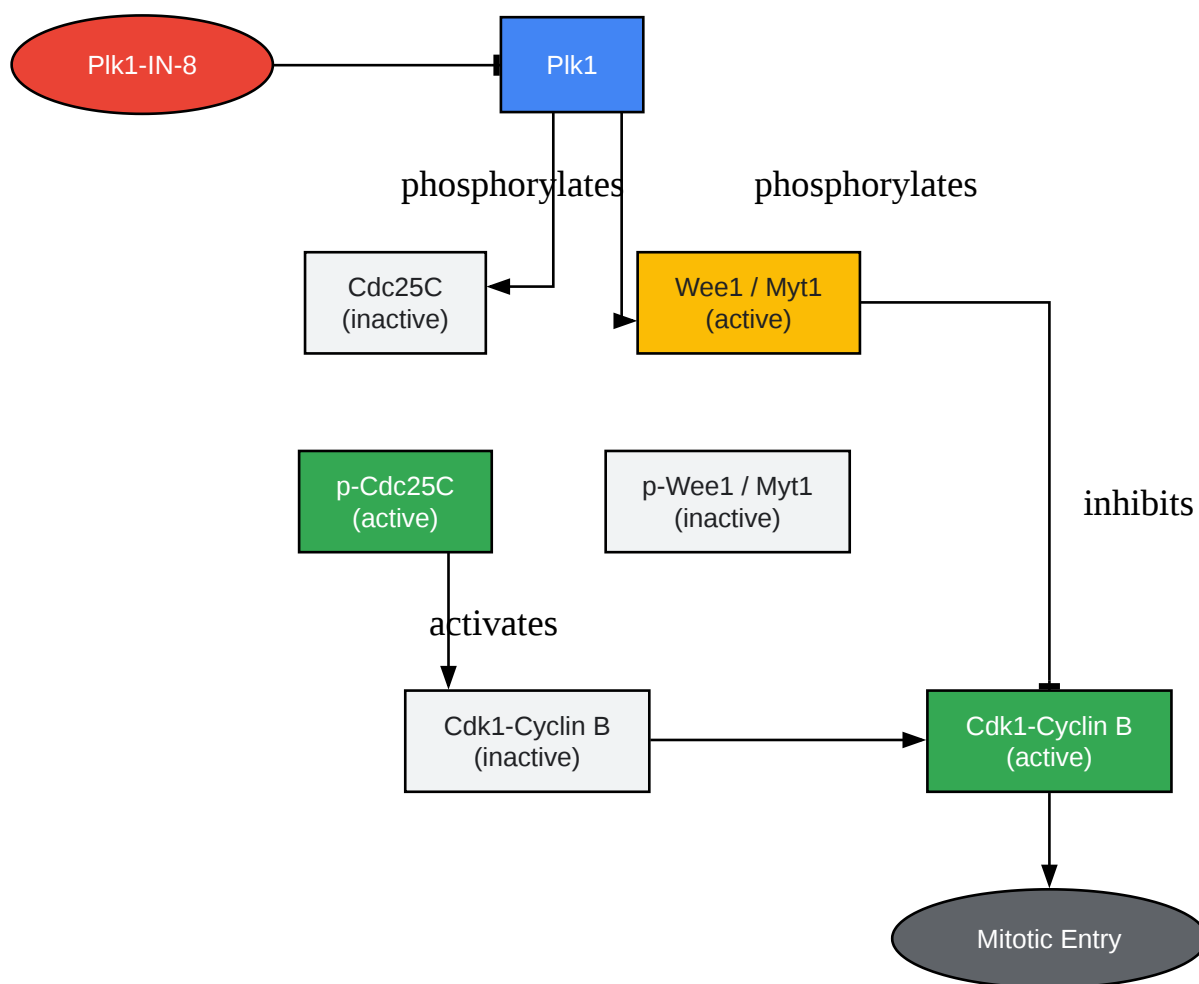 Plk1-IN-8
Plk1
phosphorylates
phosphorylates
Cdc25C
(inactive)
Wee1 / Myt1
(active)
p-Cdc25C
(active)
p-Wee1 / Myt1
(inactive)
inhibits
activates
Cdk1-Cyclin B
(inactive)
Cdk1-Cyclin B
(active)
Mitotic Entry